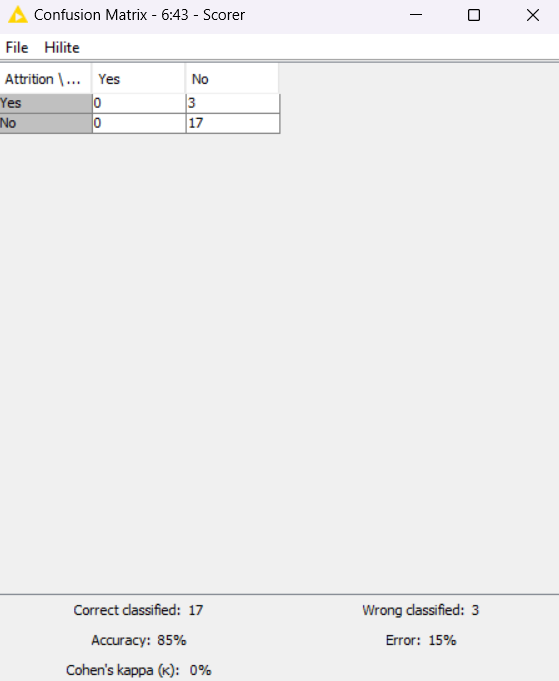 Confusion Matrix - 6:43 - Scorer
File Hilite
Attrition \ ... Yes No
Yes 0 3
No 0 17
Correct classified: 17 Wrong classified: 3
Accuracy: 85% Error: 15%
Cohen's kappa (κ): 0%